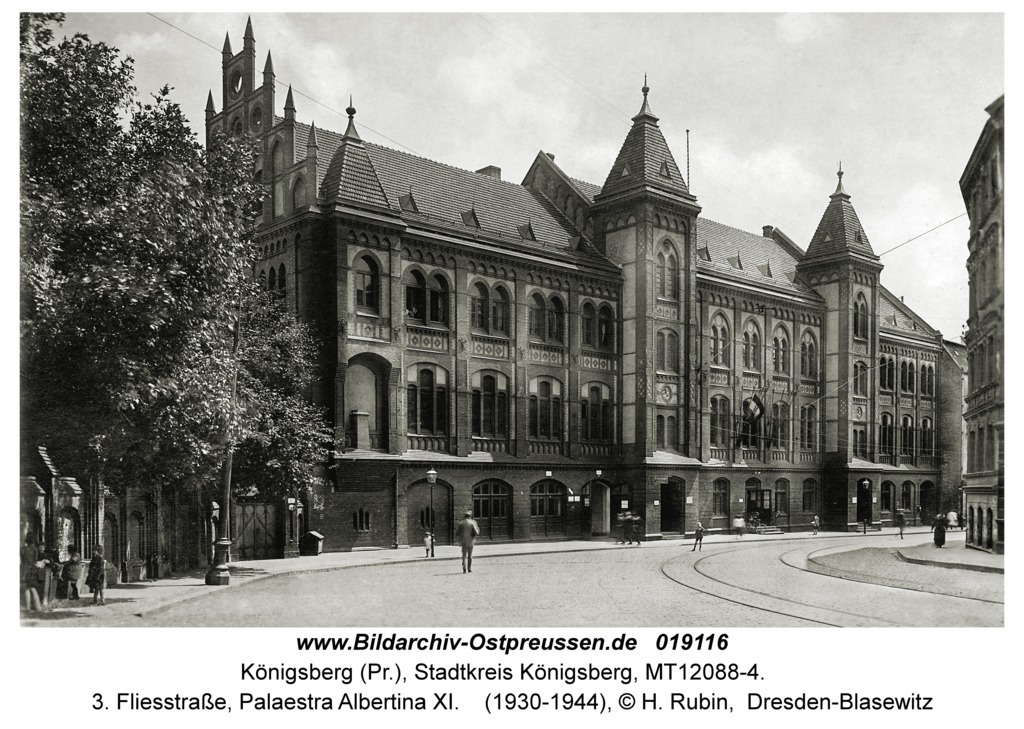 www.Bildarchiv-Ostpreussen.de 019116
Königsberg (Pr.), Stadtkreis Königsberg, MT12088-4.
3. Fliesstraße, Palaestra Albertina XI. (1930-1944), © H. Rubin, Dresden-Blasewitz